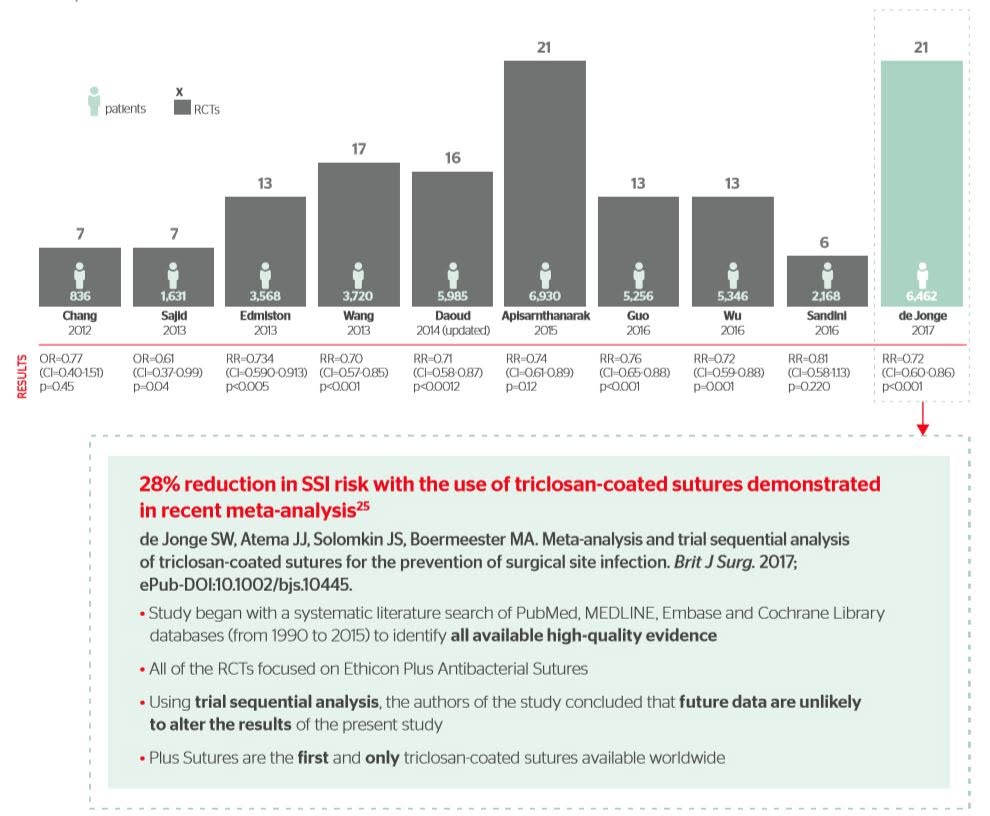 21
21
x
patients
RCTs
17
16
13
13
13
7
7
6
836
1,631
3,568
3,720
5,985
6,930
5,256
5,346
2,168
6,462
Chang
2012
Sajid
2013
Edmiston
2013
Wang
2013
Daoud
2014 (updated)
Apisarnthanarak
2015
Guo
2016
Wu
2016
Sandini
2016
de Jonge
2017
RESULTS
OR=0.77
(CI=0.40-1.51)
p=0.45
OR=0.61
(CI=0.37-0.99)
p=0.04
RR=0.734
(CI=0.590-0.913)
p<0.005
RR=0.70
(CI=0.57-0.85)
p<0.001
RR=0.71
(CI=0.58-0.87)
p<0.0012
RR=0.74
(CI=0.61-0.89)
p=0.12
RR=0.76
(CI=0.65-0.88)
p<0.001
RR=0.72
(CI=0.59-0.88)
p=0.001
RR=0.81
(CI=0.58-1.13)
p=0.220
RR=0.72
(CI=0.60-0.86)
p<0.001
28% reduction in SSI risk with the use of triclosan-coated sutures demonstrated
in recent meta-analysis25
de Jonge SW, Atema JJ, Solomkin JS, Boermeester MA. Meta-analysis and trial sequential analysis
of triclosan-coated sutures for the prevention of surgical site infection. Brit J Surg. 2017;
ePub-DOI:10.1002/bjs.10445.
• Study began with a systematic literature search of PubMed, MEDLINE, Embase and Cochrane Library
databases (from 1990 to 2015) to identify all available high-quality evidence
• All of the RCTs focused on Ethicon Plus Antibacterial Sutures
• Using trial sequential analysis, the authors of the study concluded that future data are unlikely
to alter the results of the present study
• Plus Sutures are the first and only triclosan-coated sutures available worldwide